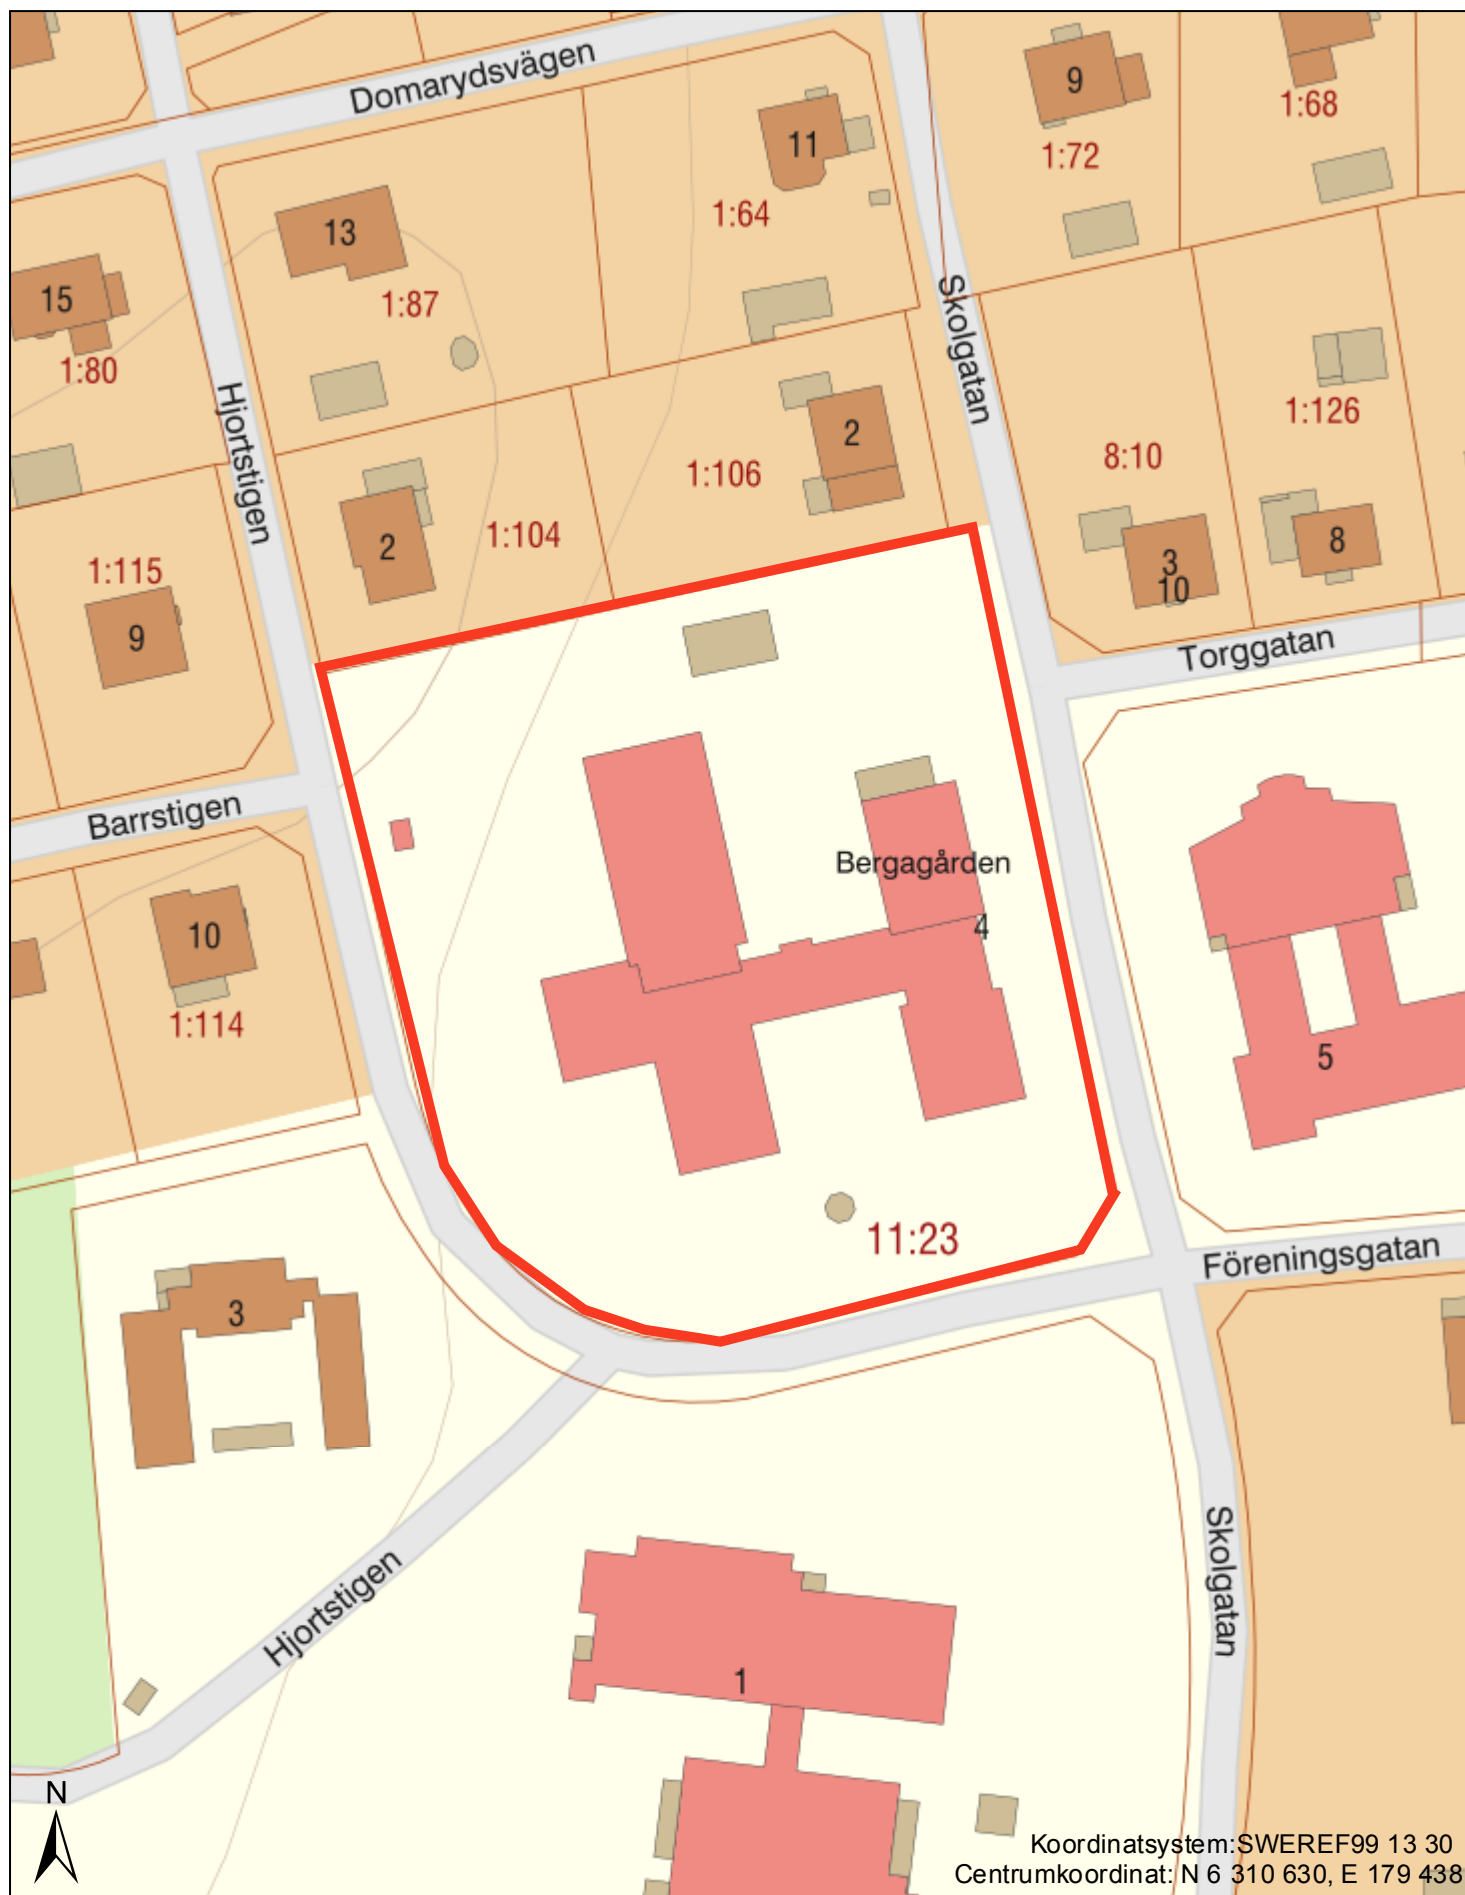 Domarydsvägen
9
1:68
11
1:72
1:64
13
15
1:87
Skolgatan
1:80
1:126
Hjortstigen
2
8:10
1:106
1:104
2
8
3
10
1:115
9
Torggatan
Barrstigen
Bergagården
10
4
1:114
5
11:23
Föreningsgatan
3
Skolgatan
Hjortstigen
1
N
Koordinatsystem:SWEREF99 13 30
Centrumkoordinat: N 6 310 630, E 179 438